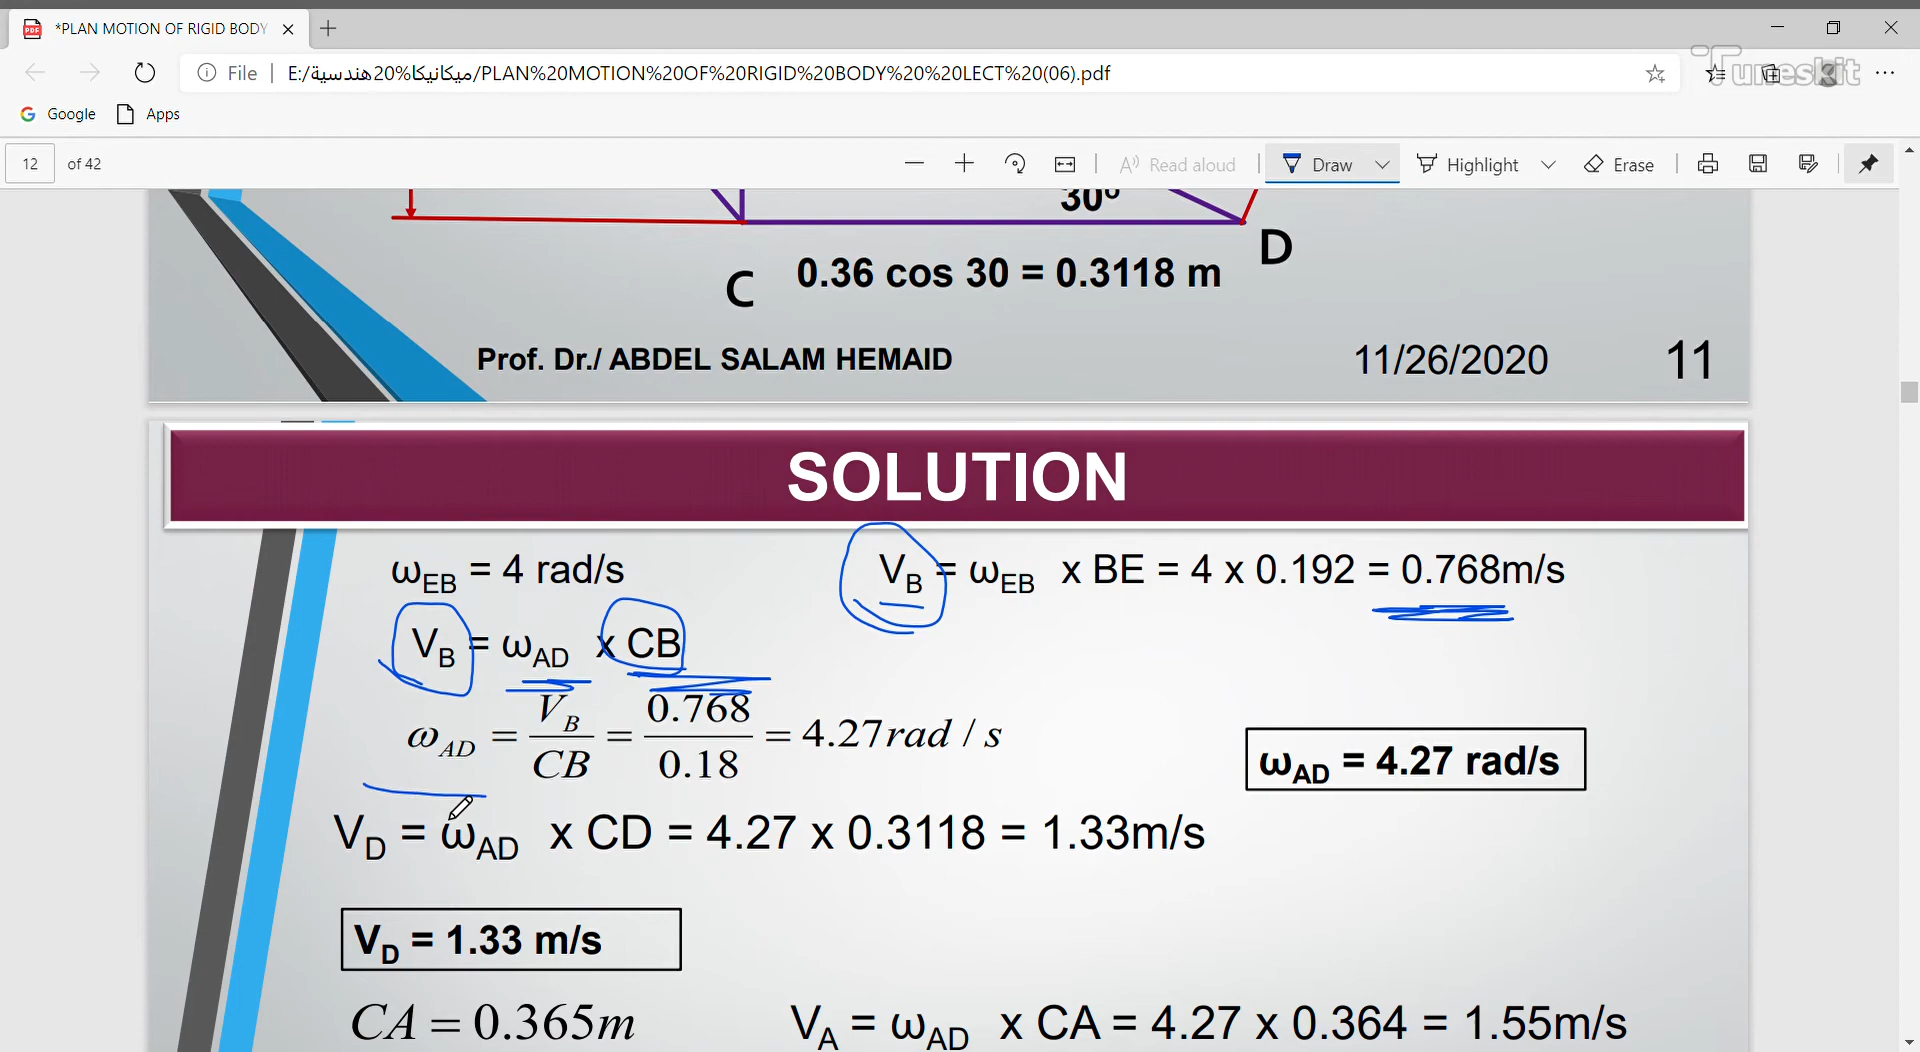 *PLAN MOTION OF RIGID BODY
File
E:/ميكانيكا%20هندسية/PLAN%20MOTION%20OF%20RIGID%20BODY%20%20LECT%20(06).pdf
Tuneskit
Google Apps
12 of 42
Read aloud Draw Highlight Erase
30º
D
C 0.36 cos 30 = 0.3118 m
Prof. Dr./ ABDEL SALAM HEMAID 11/26/2020 11
SOLUTION
ωEB = 4 rad/s VB = ωEB x BE = 4 x 0.192 = 0.768m/s
VB = ωAD x CB
ωAD = VB/CB = 0.768/0.18 = 4.27rad / s
ωAD = 4.27 rad/s
VD = ωAD x CD = 4.27 x 0.3118 = 1.33m/s
VD = 1.33 m/s
CA = 0.365m VA = ωAD x CA = 4.27 x 0.364 = 1.55m/s